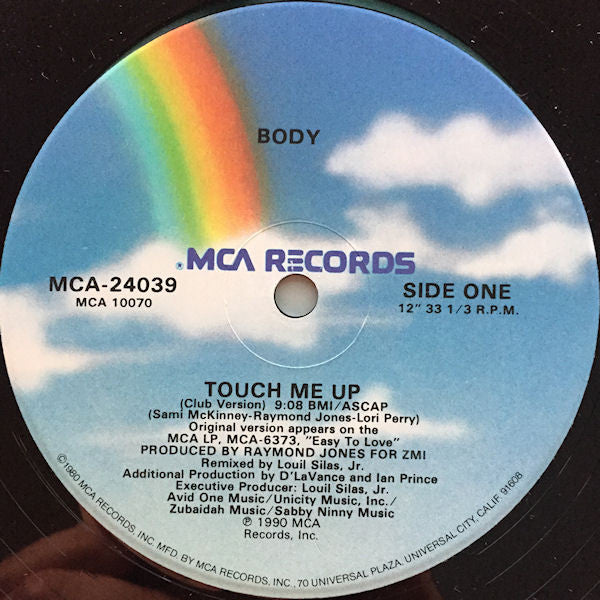 BODY
®MCA RECORDS
MCA-24039
MCA 10070
SIDE ONE
12" 33 1/3 R.P.M.
TOUCH ME UP
(Club Version) 9:08 BMI/ASCAP
(Sami McKinney-Raymond Jones-Lori Perry)
Original version appears on the
MCA LP, MCA-6373, "Easy To Love"
PRODUCED BY RAYMOND JONES FOR ZMI
Remixed by Louil Silas, Jr.
Additional Production by D'LaVance and Ian Prince
Executive Producer: Louil Silas, Jr.
Avid One Music/Unicity Music, Inc./
Zubaidah Music/Sabby Ninny Music
℗ 1990 MCA
Records, Inc.
©1980 MCA RECORDS, INC. MFD. BY MCA RECORDS, INC., 70 UNIVERSAL PLAZA, UNIVERSAL CITY, CALIF. 91608